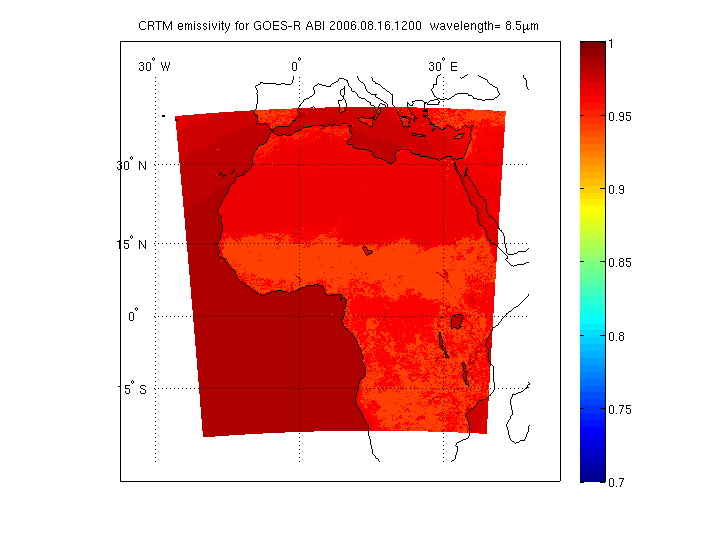 CRTM emissivity for GOES-R ABI 2006.08.16.1200 wavelength= 8.5μm
30° W 0° 30° E
30° N
15° N
0°
15° S
1
0.95
0.9
0.85
0.8
0.75
0.7